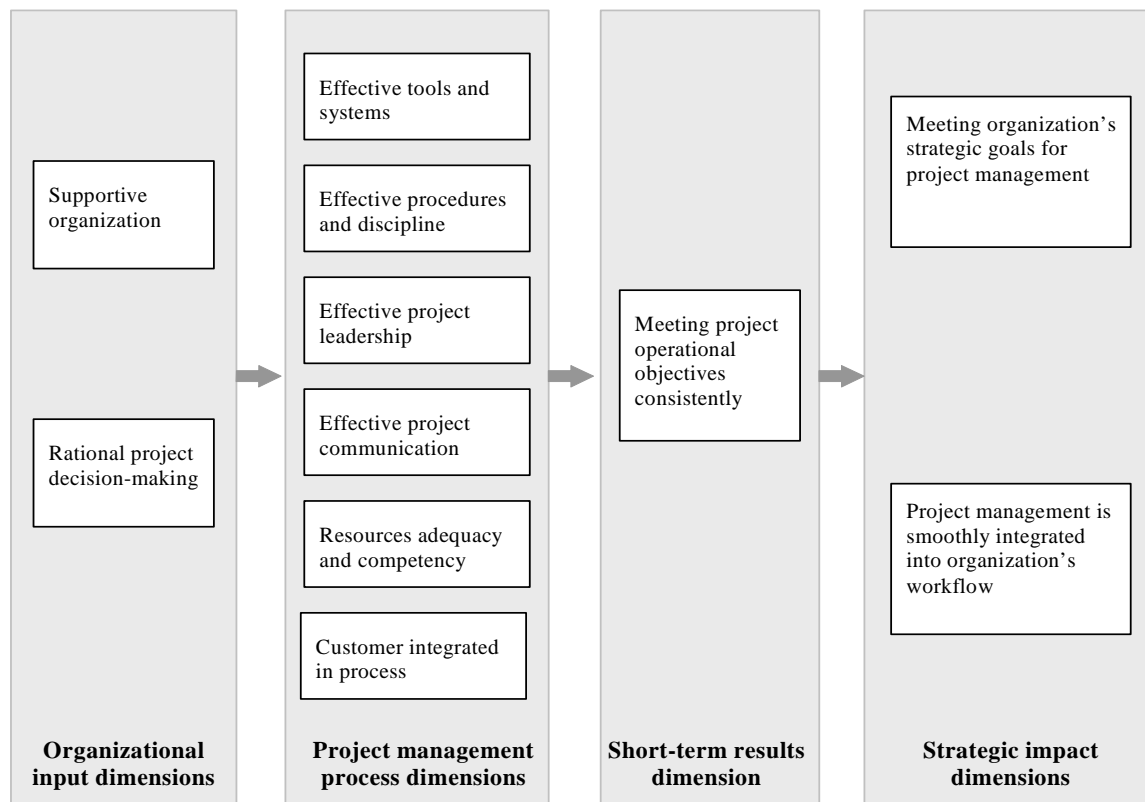 Supportive
organization
Rational project
decision-making
Organizational
input dimensions
Effective tools and
systems
Effective procedures
and discipline
Effective project
leadership
Effective project
communication
Resources adequacy
and competency
Customer integrated
in process
Project management
process dimensions
Meeting project
operational
objectives
consistently
Short-term results
dimension
Meeting organization’s
strategic goals for
project management
Project management is
smoothly integrated
into organization’s
workflow
Strategic impact
dimensions